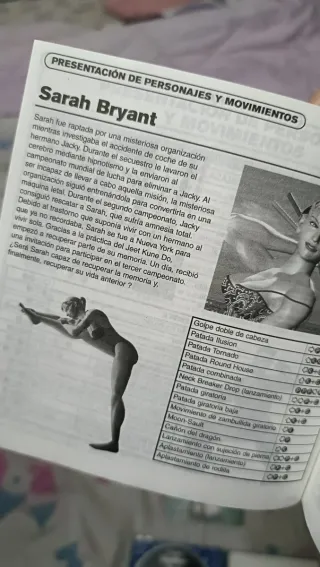 PRESENTACIÓN DE PERSONAJES Y MOVIMIENTOS
Sarah Bryant
Sarah fue raptada por una misteriosa organización
mientras investigaba el accidente de coche de su
hermano Jacky. Durante el secuestro le lavaron el
cerebro mediante hipnotismo y la enviaron al
campeonato mundial de lucha para eliminar a Jacky. Al
ser incapaz de llevar a cabo aquella misión, la misteriosa
organización siguió entrenándola para convertirla en una
máquina letal. Durante el segundo campeonato, Jacky
consiguió rescatar a Sarah, que sufría amnesia total.
Debido al trastorno que suponía vivir con un hermano al
que ya no recordaba, Sarah se fue a Nueva York para
vivir sola. Gracias a la práctica del Jeet Kune Do,
empezó a recuperar parte de su memoria. Un día, recibió
una invitación para participar en el tercer campeonato.
¿Será Sarah capaz de recuperar la memoria y,
finalmente, recuperar su vida anterior ?
Golpe doble de cabeza
Patada Ilusion
Patada Tornado
Patada Round House
Patada combinada
Neck Breaker Drop (lanzamiento)
Patada giratoria
Patada giratoria baja
Movimiento de zambullida giratorio
Moon-Sault
Cañon del dragón
Lanzamiento con sujeción de pierna
Aplastamiento (lanzamiento)
Aplastamiento de rodilla